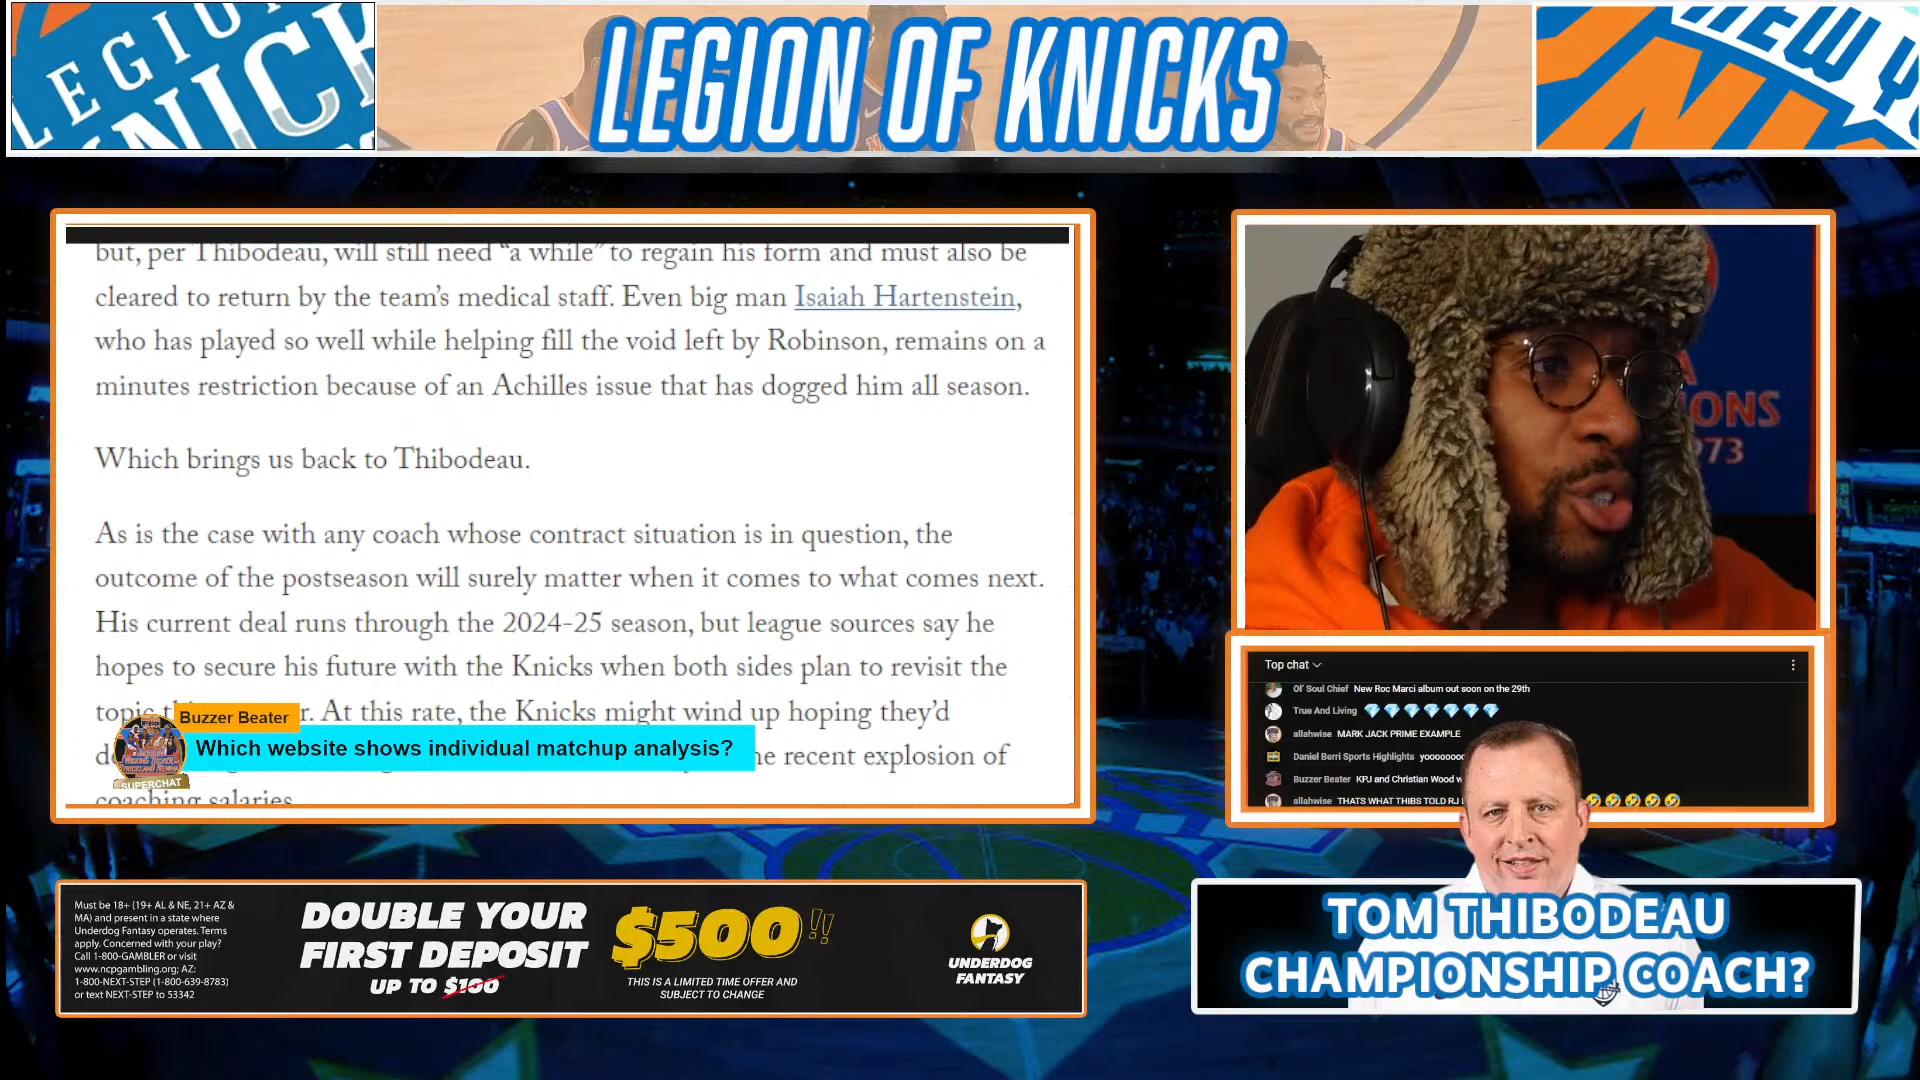 LEGION
KNICK
LEGION OF KNICKS
NEW Y
but, per Thibodeau, will still need “a while” to regain his form and must also be
cleared to return by the team’s medical staff. Even big man Isaiah Hartenstein,
who has played so well while helping fill the void left by Robinson, remains on a
minutes restriction because of an Achilles issue that has dogged him all season.
Which brings us back to Thibodeau.
As is the case with any coach whose contract situation is in question, the
outcome of the postseason will surely matter when it comes to what comes next.
His current deal runs through the 2024-25 season, but league sources say he
hopes to secure his future with the Knicks when both sides plan to revisit the
topic r. At this rate, the Knicks might wind up hoping they’d
Buzzer Beater
Which website shows individual matchup analysis?
recent explosion of
SUPERCHAT
coaching salaries
IONS
973
Top chat
Ol' Soul Chief New Roc Marci album out soon on the 29th
True And Living 💎💎💎💎💎💎💎
allahwise MARK JACK PRIME EXAMPLE
Daniel Berri Sports Highlights yooooooo
Buzzer Beater KPJ and Christian Wood w
allahwise THATS WHAT THIBS TOLD RJ 🤣🤣🤣🤣🤣
Must be 18+ (19+ AL & NE, 21+ AZ &
MA) and present in a state where
Underdog Fantasy operates. Terms
apply. Concerned with your play?
Call 1-800-GAMBLER or visit
www.ncpgambling.org; AZ:
1-800-NEXT-STEP (1-800-639-8783)
or text NEXT-STEP to 53342
DOUBLE YOUR
FIRST DEPOSIT
UP TO $100
$500!!
THIS IS A LIMITED TIME OFFER AND
SUBJECT TO CHANGE
UNDERDOG
FANTASY
TOM THIBODEAU
CHAMPIONSHIP COACH?